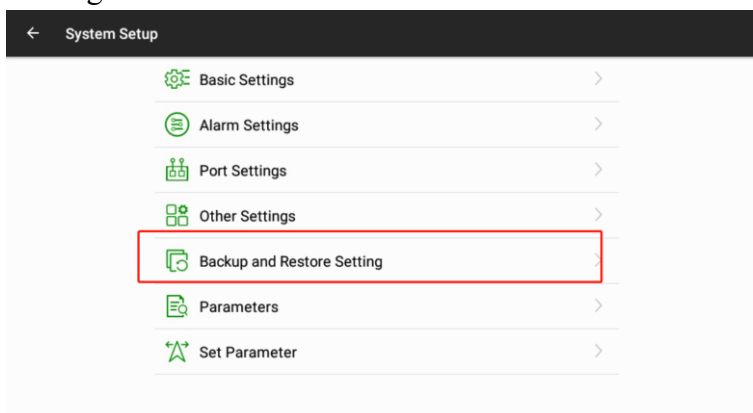 System Setup
Basic Settings
Alarm Settings
Port Settings
Other Settings
Backup and Restore Setting
Parameters
Set Parameter